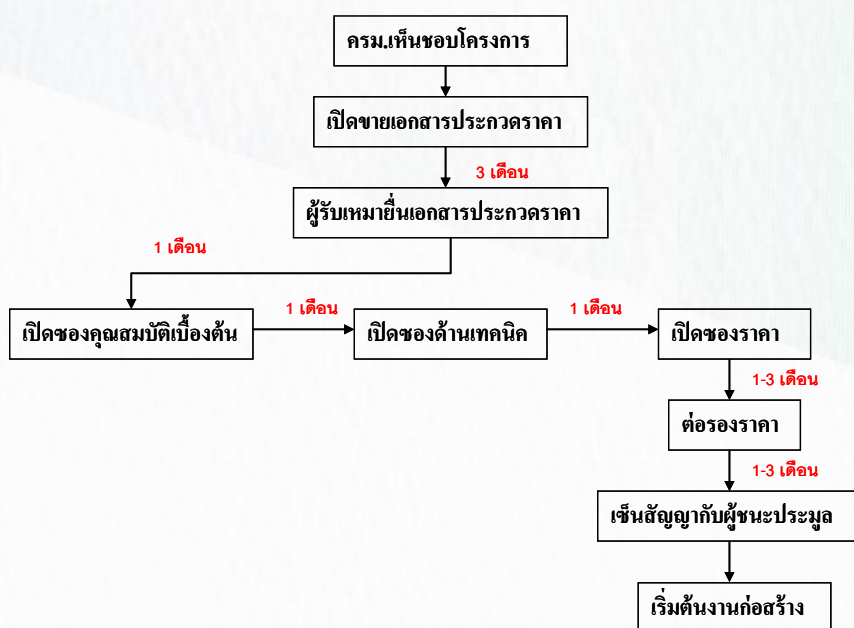 ครม.เห็นชอบโครงการ
เปิดขายเอกสารประกวดราคา
3 เดือน
ผู้รับเหมายื่นเอกสารประกวดราคา
1 เดือน
เปิดซองคุณสมบัติเบื้องต้น
1 เดือน
เปิดซองด้านเทคนิค
1 เดือน
เปิดซองราคา
1-3 เดือน
ต่อรองราคา
1-3 เดือน
เซ็นสัญญากับผู้ชนะประมูล
เริ่มต้นงานก่อสร้าง